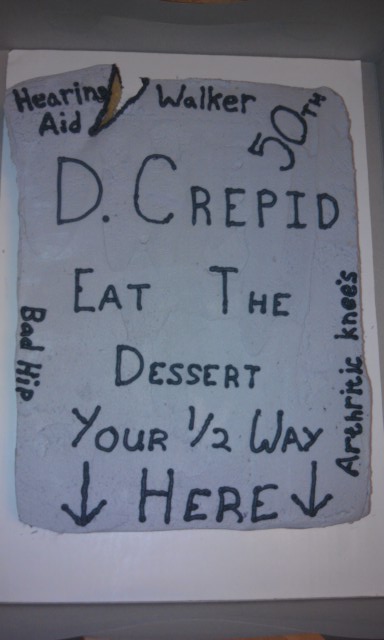 Hearing Aid
Walker
50TH
D. CREPID
EAT THE
DESSERT
YOUR 1/2 WAY
↓ HERE ↓
Bad Hip
Arthritic knee's